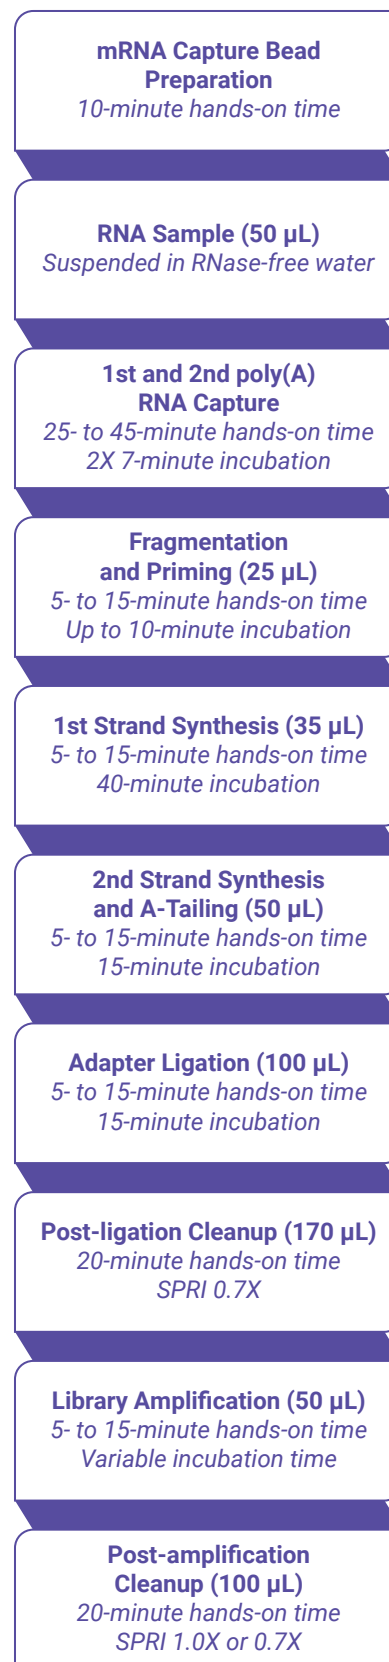 mRNA Capture Bead
Preparation
10-minute hands-on time
RNA Sample (50 µL)
Suspended in RNase-free water
1st and 2nd poly(A)
RNA Capture
25- to 45-minute hands-on time
2X 7-minute incubation
Fragmentation
and Priming (25 µL)
5- to 15-minute hands-on time
Up to 10-minute incubation
1st Strand Synthesis (35 µL)
5- to 15-minute hands-on time
40-minute incubation
2nd Strand Synthesis
and A-Tailing (50 µL)
5- to 15-minute hands-on time
15-minute incubation
Adapter Ligation (100 µL)
5- to 15-minute hands-on time
15-minute incubation
Post-ligation Cleanup (170 µL)
20-minute hands-on time
SPRI 0.7X
Library Amplification (50 µL)
5- to 15-minute hands-on time
Variable incubation time
Post-amplification
Cleanup (100 µL)
20-minute hands-on time
SPRI 1.0X or 0.7X